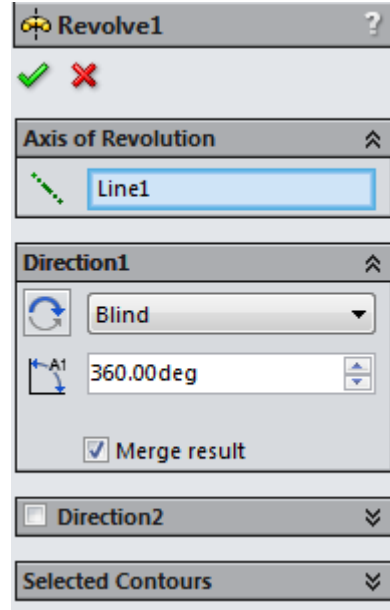 Revolve1 ?
Axis of Revolution
Line1
Direction1
Blind
A1
360.00deg
Merge result
Direction2
Selected Contours